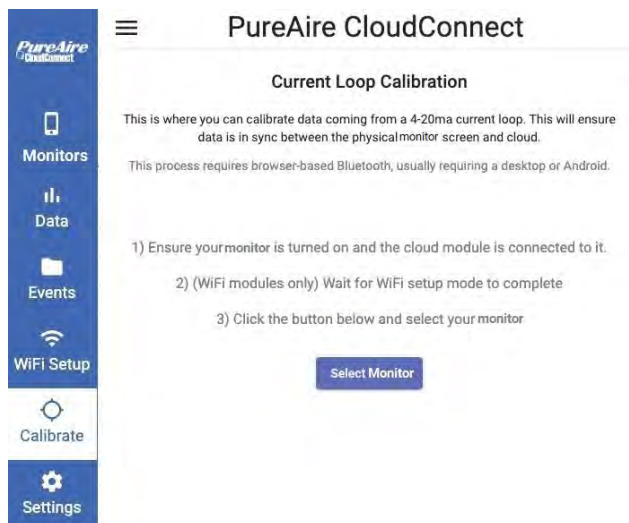 PureAire
CloudConnect
Monitors
Data
Events
WiFi Setup
Calibrate
Settings
PureAire CloudConnect
Current Loop Calibration
This is where you can calibrate data coming from a 4-20ma current loop. This will ensure
data is in sync between the physical monitor screen and cloud.
This process requires browser-based Bluetooth, usually requiring a desktop or Android.
1) Ensure your monitor is turned on and the cloud module is connected to it.
2) (WiFi modules only) Wait for WiFi setup mode to complete
3) Click the button below and select your monitor
Select Monitor